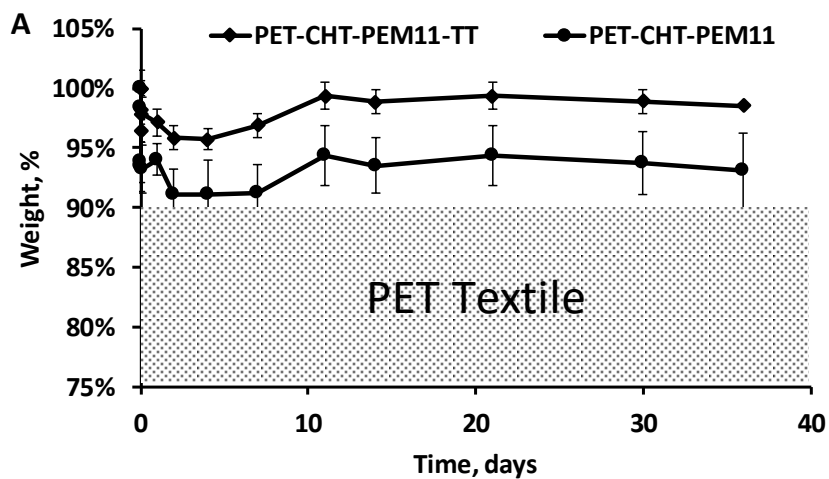 A
105%
PET-CHT-PEM11-TT PET-CHT-PEM11
100%
95%
90%
85%
80%
75%
Weight, %
PET Textile
0 10 20 30 40
Time, days